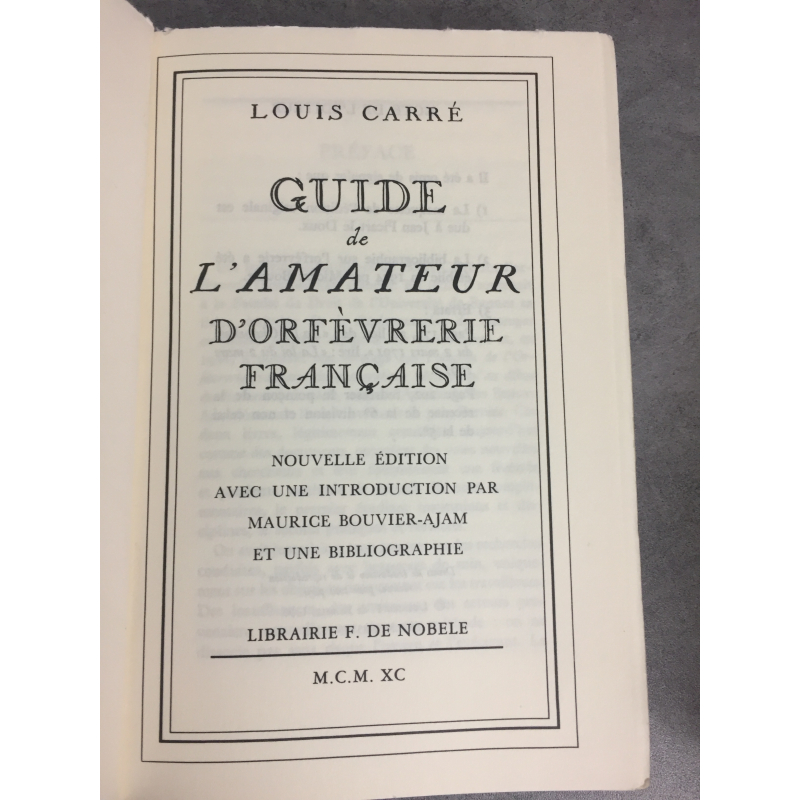 LOUIS CARRÉ
GUIDE
de
L'AMATEUR
D'ORFÈVRERIE
FRANÇAISE
NOUVELLE ÉDITION
AVEC UNE INTRODUCTION PAR
MAURICE BOUVIER-AJAM
ET UNE BIBLIOGRAPHIE
LIBRAIRIE F. DE NOBELE
M.C.M. XC